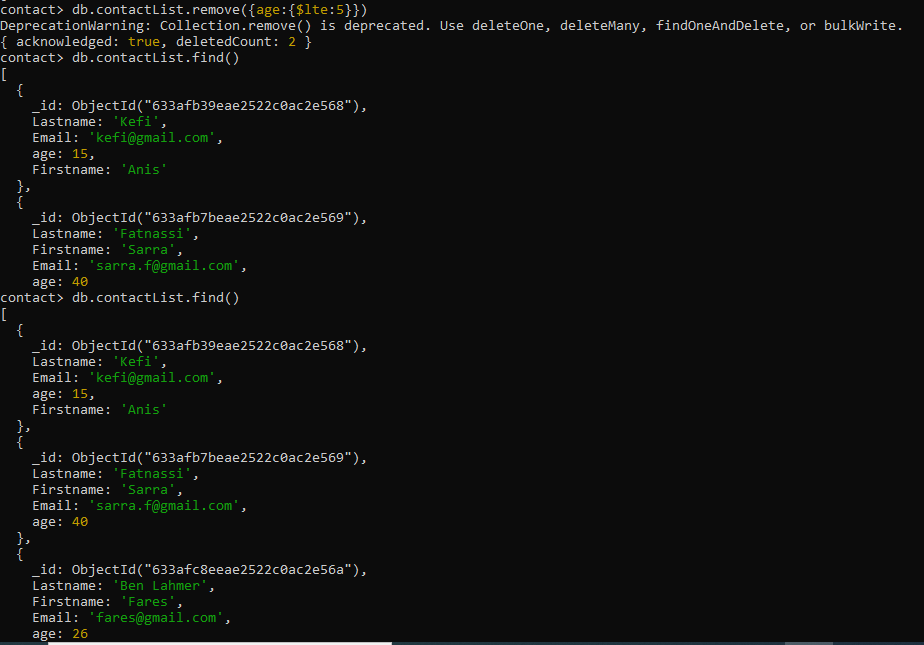 contact> db.contactList.remove({age:{$lte:5}})
DeprecationWarning: Collection.remove() is deprecated. Use deleteOne, deleteMany, findOneAndDelete, or bulkWrite.
{ acknowledged: true, deletedCount: 2 }
contact> db.contactList.find()
[
  {
    _id: ObjectId("633afb39eae2522c0ac2e568"),
    Lastname: 'Kefi',
    Email: 'kefi@gmail.com',
    age: 15,
    Firstname: 'Anis'
  },
  {
    _id: ObjectId("633afb7beae2522c0ac2e569"),
    Lastname: 'Fatnassi',
    Firstname: 'Sarra',
    Email: 'sarra.f@gmail.com',
    age: 40
contact> db.contactList.find()
[
  {
    _id: ObjectId("633afb39eae2522c0ac2e568"),
    Lastname: 'Kefi',
    Email: 'kefi@gmail.com',
    age: 15,
    Firstname: 'Anis'
  },
  {
    _id: ObjectId("633afb7beae2522c0ac2e569"),
    Lastname: 'Fatnassi',
    Firstname: 'Sarra',
    Email: 'sarra.f@gmail.com',
    age: 40
  },
  {
    _id: ObjectId("633afc8eeae2522c0ac2e56a"),
    Lastname: 'Ben Lahmer',
    Firstname: 'Fares',
    Email: 'fares@gmail.com',
    age: 26